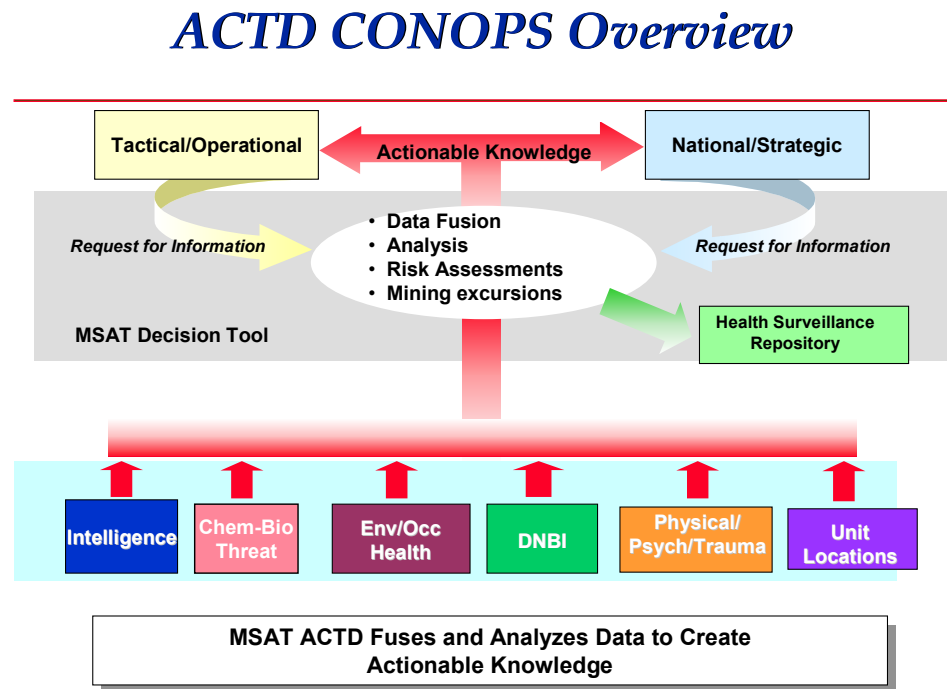 ACTD CONOPS Overview
Tactical/Operational
Actionable Knowledge
National/Strategic
Request for Information
• Data Fusion
• Analysis
• Risk Assessments
• Mining excursions
Request for Information
MSAT Decision Tool
Health Surveillance
Repository
Intelligence
Chem-Bio
Threat
Env/Occ
Health
DNBI
Physical/
Psych/Trauma
Unit
Locations
MSAT ACTD Fuses and Analyzes Data to Create
Actionable Knowledge